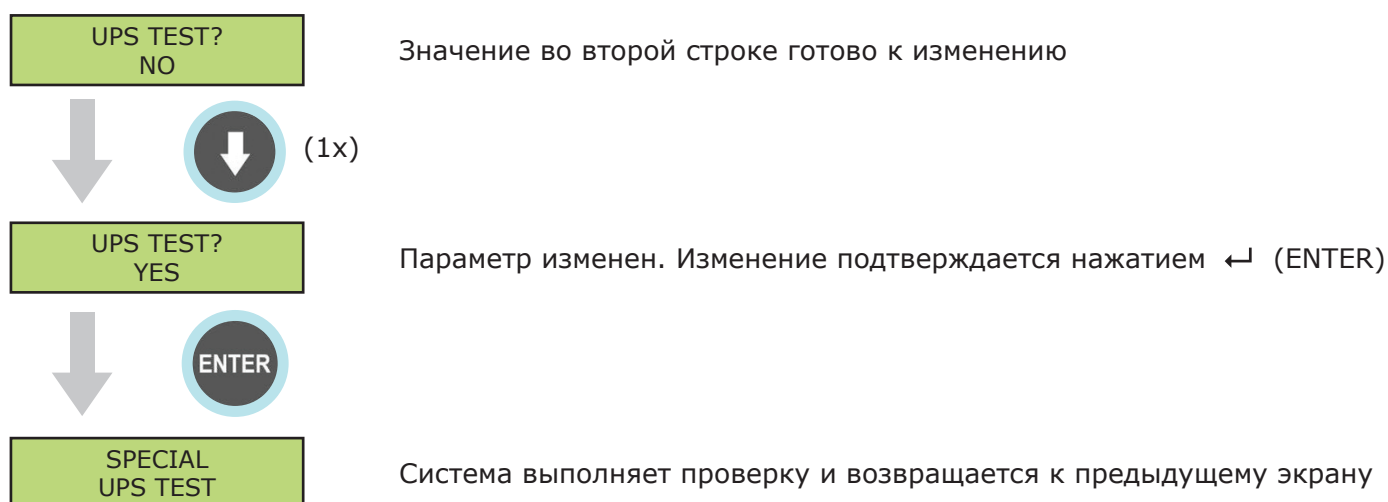 UPS TEST?
NO
Значение во второй строке готово к изменению
(1x)
UPS TEST?
YES
Параметр изменен. Изменение подтверждается нажатием ↵ (ENTER)
ENTER
SPECIAL
UPS TEST
Система выполняет проверку и возвращается к предыдущему экрану